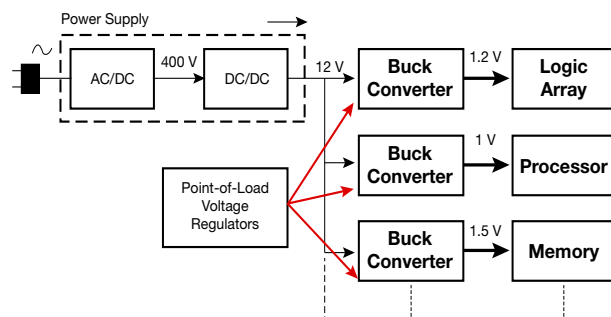 Power Supply
AC/DC
400 V
DC/DC
12 V
Buck
Converter
1.2 V
Logic
Array
Buck
Converter
1 V
Processor
Point-of-Load
Voltage
Regulators
Buck
Converter
1.5 V
Memory